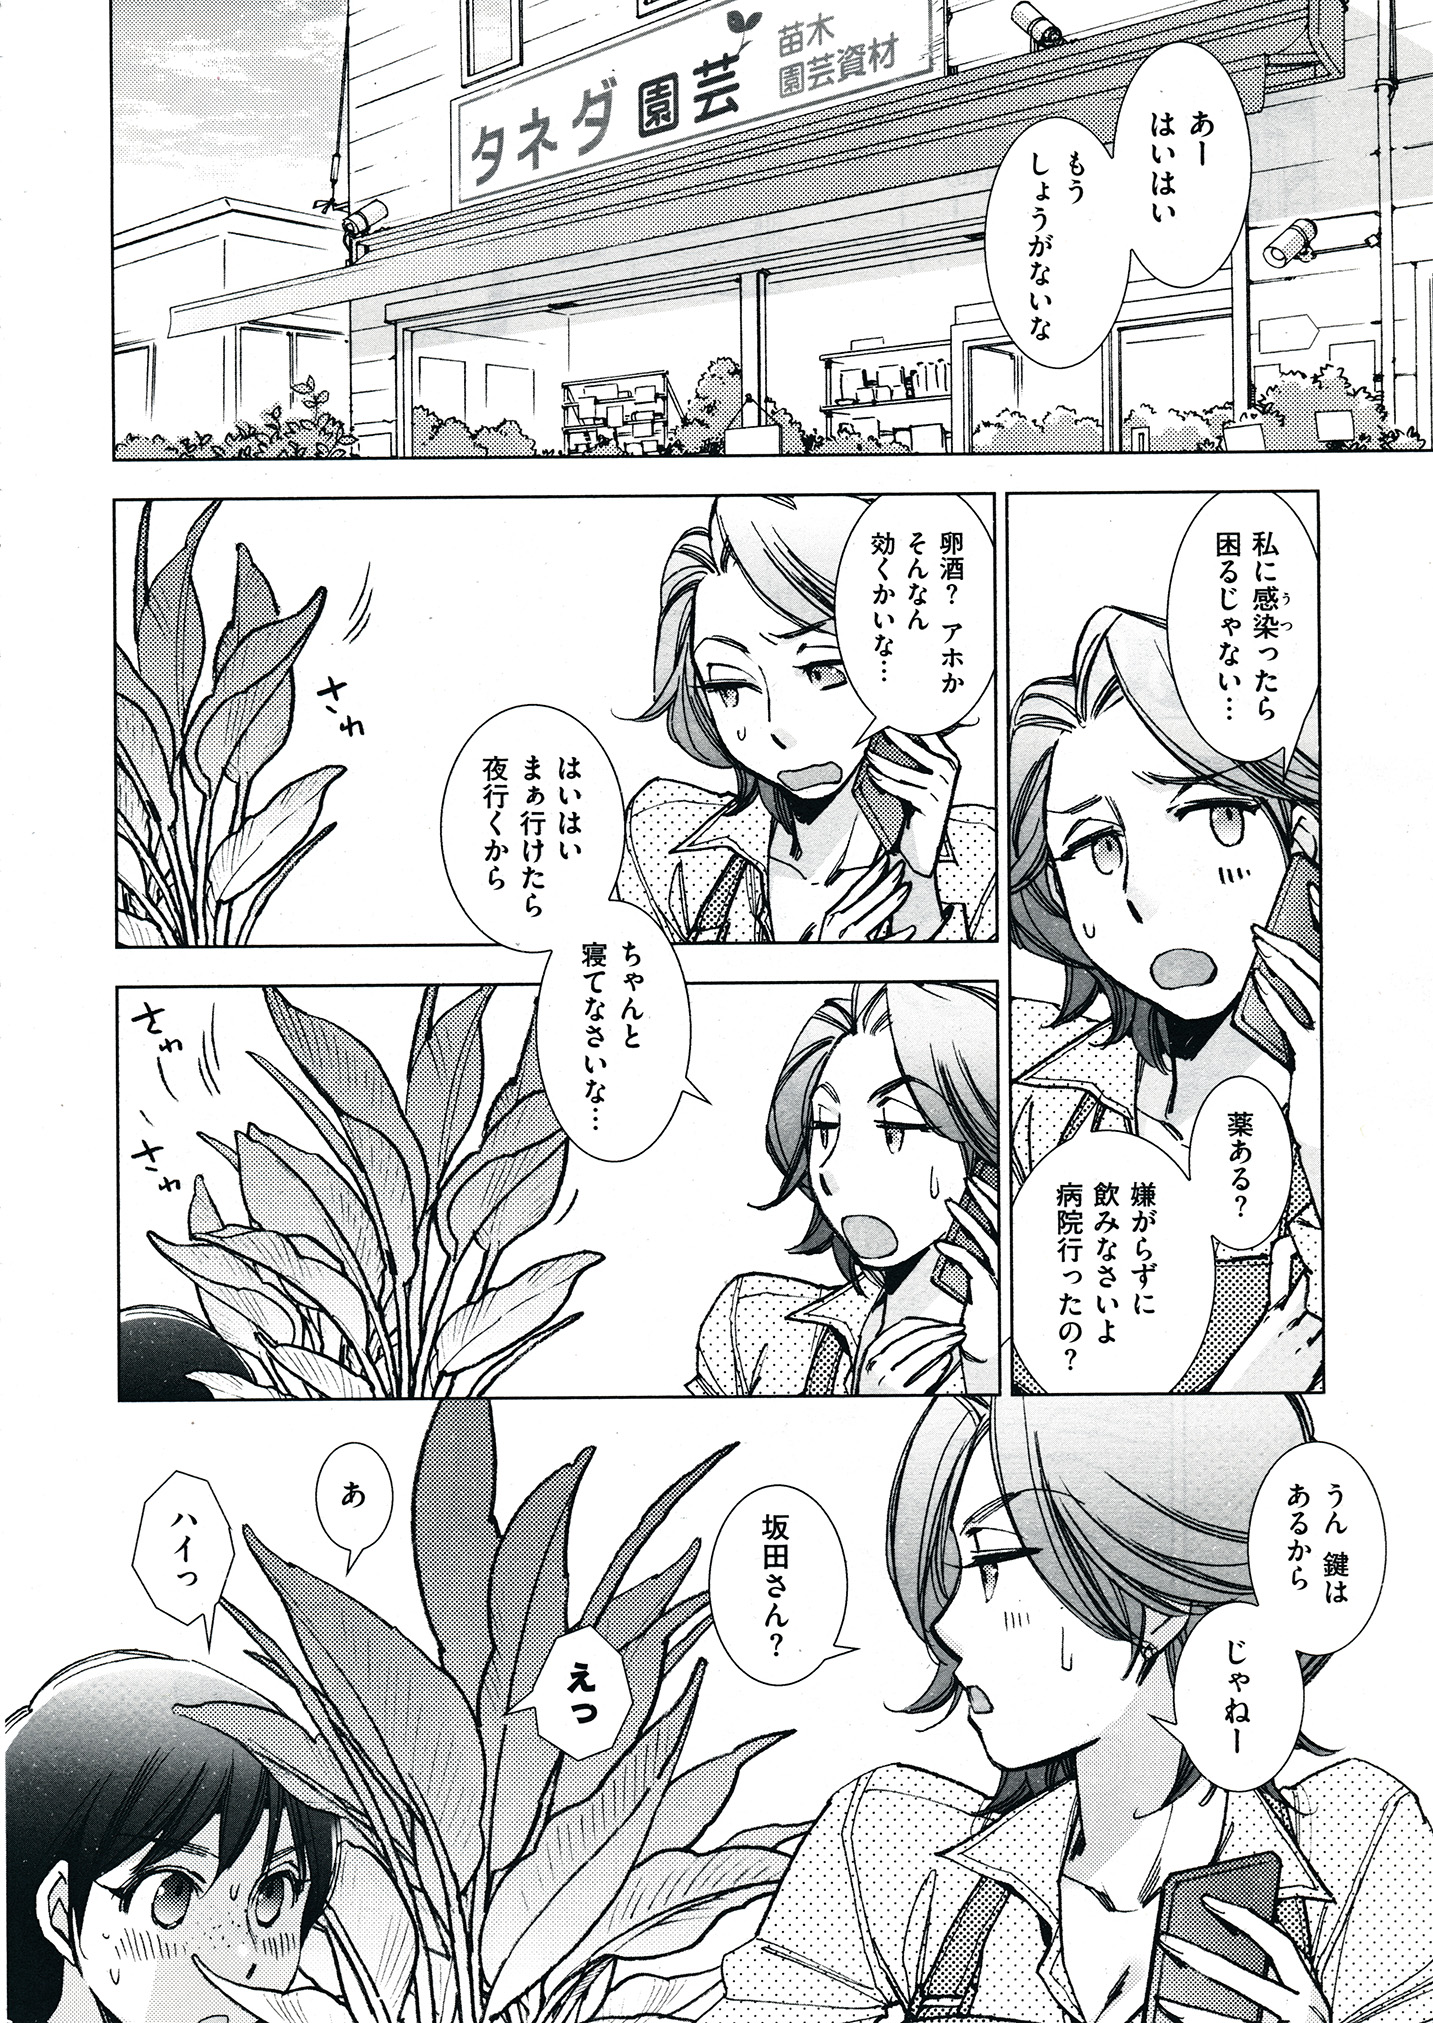 タネダ園芸
苗木
園芸資材
あー
はいはい
もう
しょうがないな
私に感染ったら
うつ
困るじゃない…
薬ある？
嫌がらずに
飲みなさいよ
病院行ったの？
卵酒？ アホか
そんなん
効くかいな…
さわ
はいはい
まぁ行けたら
夜行くから
ちゃんと
寝てなさいな…
さわ
さわ
うん 鍵は
あるから
じゃねー
坂田さん？
えっ
あ
ハイっ